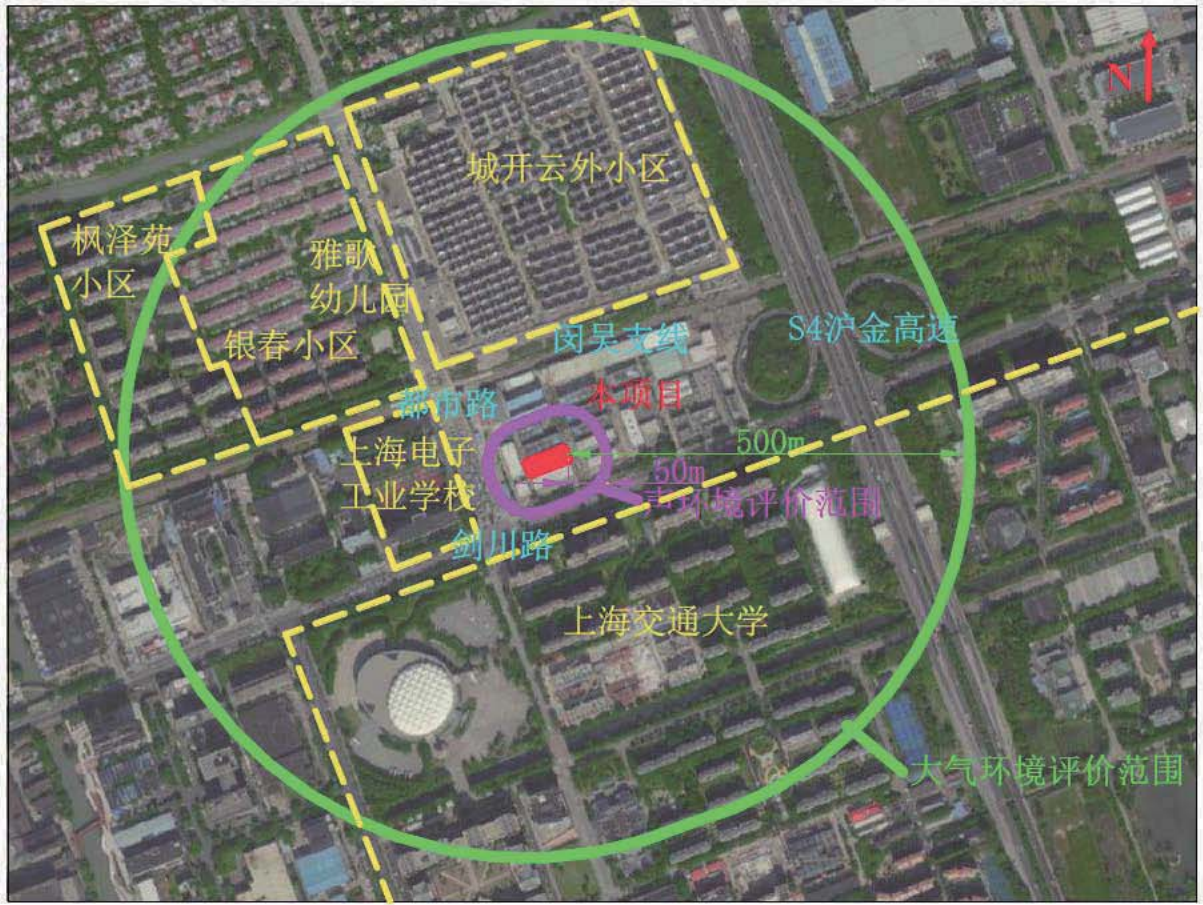 N
城开云外小区
枫泽苑
小区
雅歌
幼儿园
银春小区
闵吴支线
S4沪金高速
本项目
都市路
上海电子
工业学校
500m
50m
声环境评价范围
剑川路
上海交通大学
大气环境评价范围